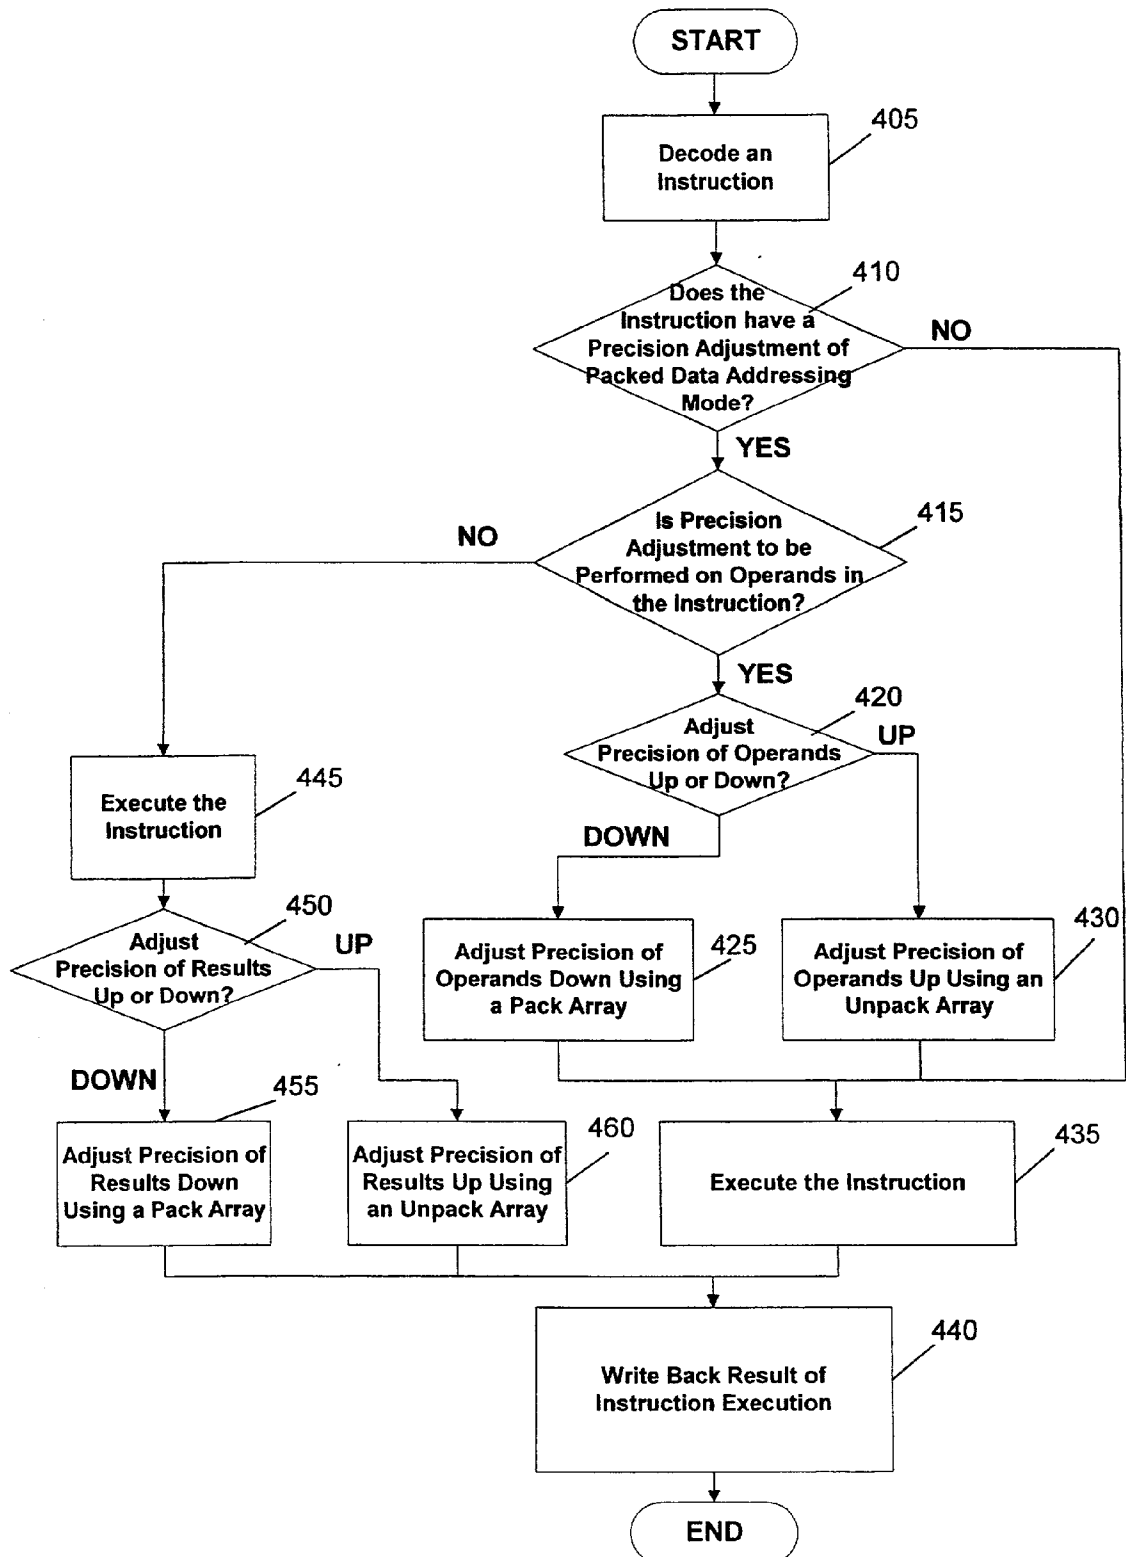 START
405
Decode an
Instruction
410
Does the
Instruction have a
Precision Adjustment of
Packed Data Addressing
Mode?
NO
YES
415
Is Precision
Adjustment to be
Performed on Operands in
the Instruction?
NO
YES
420
Adjust
Precision of Operands
Up or Down?
UP
DOWN
445
Execute the
Instruction
450
Adjust
Precision of Results
Up or Down?
UP
DOWN
425
Adjust Precision of
Operands Down Using
a Pack Array
430
Adjust Precision of
Operands Up Using an
Unpack Array
455
Adjust Precision of
Results Down
Using a Pack Array
460
Adjust Precision of
Results Up Using
an Unpack Array
435
Execute the Instruction
440
Write Back Result of
Instruction Execution
END